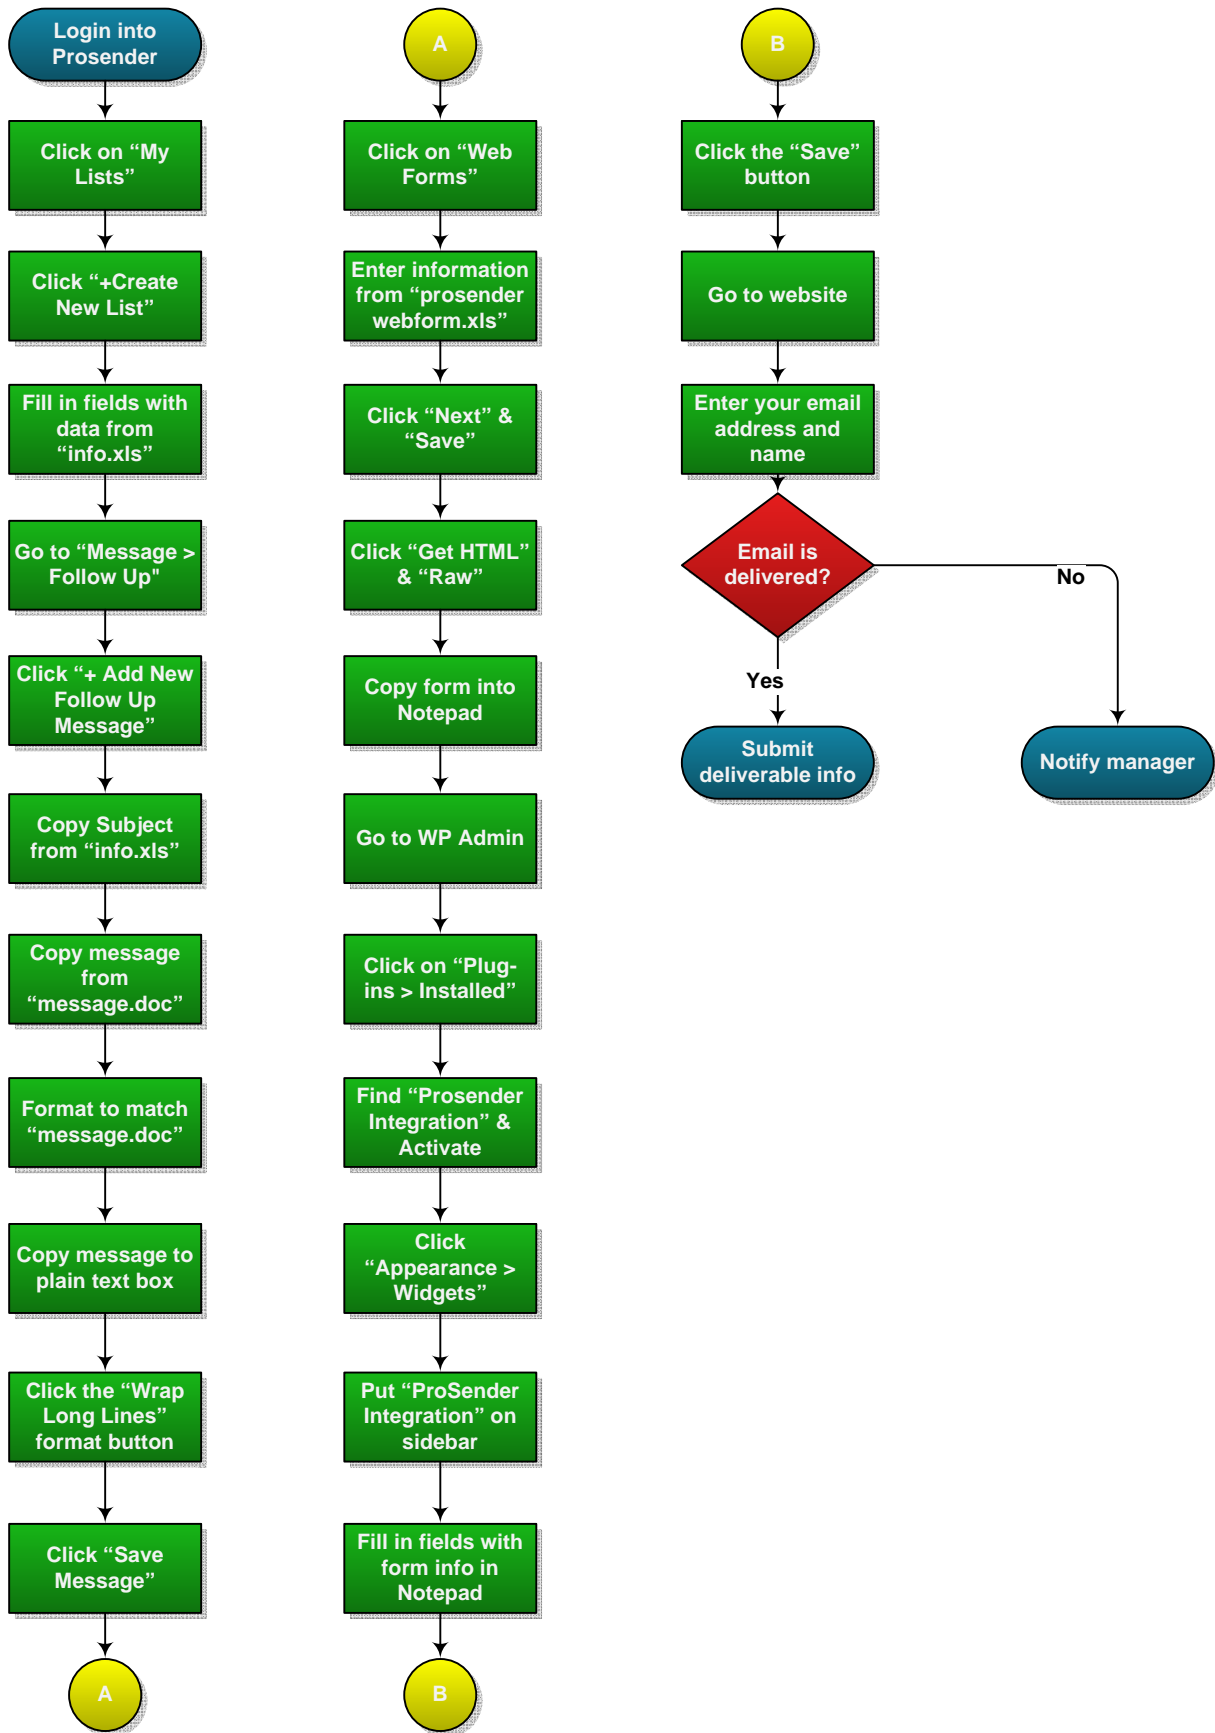 Login into
Prosender
Click on “My
Lists”
Click “+Create
New List”
Fill in fields with
data from
“info.xls”
Go to “Message >
Follow Up"
Click “+ Add New
Follow Up
Message”
Copy Subject
from “info.xls”
Copy message
from
“message.doc”
Format to match
“message.doc”
Copy message to
plain text box
Click the “Wrap
Long Lines”
format button
Click “Save
Message”
A
A
Click on “Web
Forms”
Enter information
from “prosender
webform.xls”
Click “Next” &
“Save”
Click “Get HTML”
& “Raw”
Copy form into
Notepad
Go to WP Admin
Click on “Plug-
ins > Installed”
Find “Prosender
Integration” &
Activate
Click
“Appearance >
Widgets”
Put “ProSender
Integration” on
sidebar
Fill in fields with
form info in
Notepad
B
B
Click the “Save”
button
Go to website
Enter your email
address and
name
Email is
delivered?
No
Yes
Submit
deliverable info
Notify manager